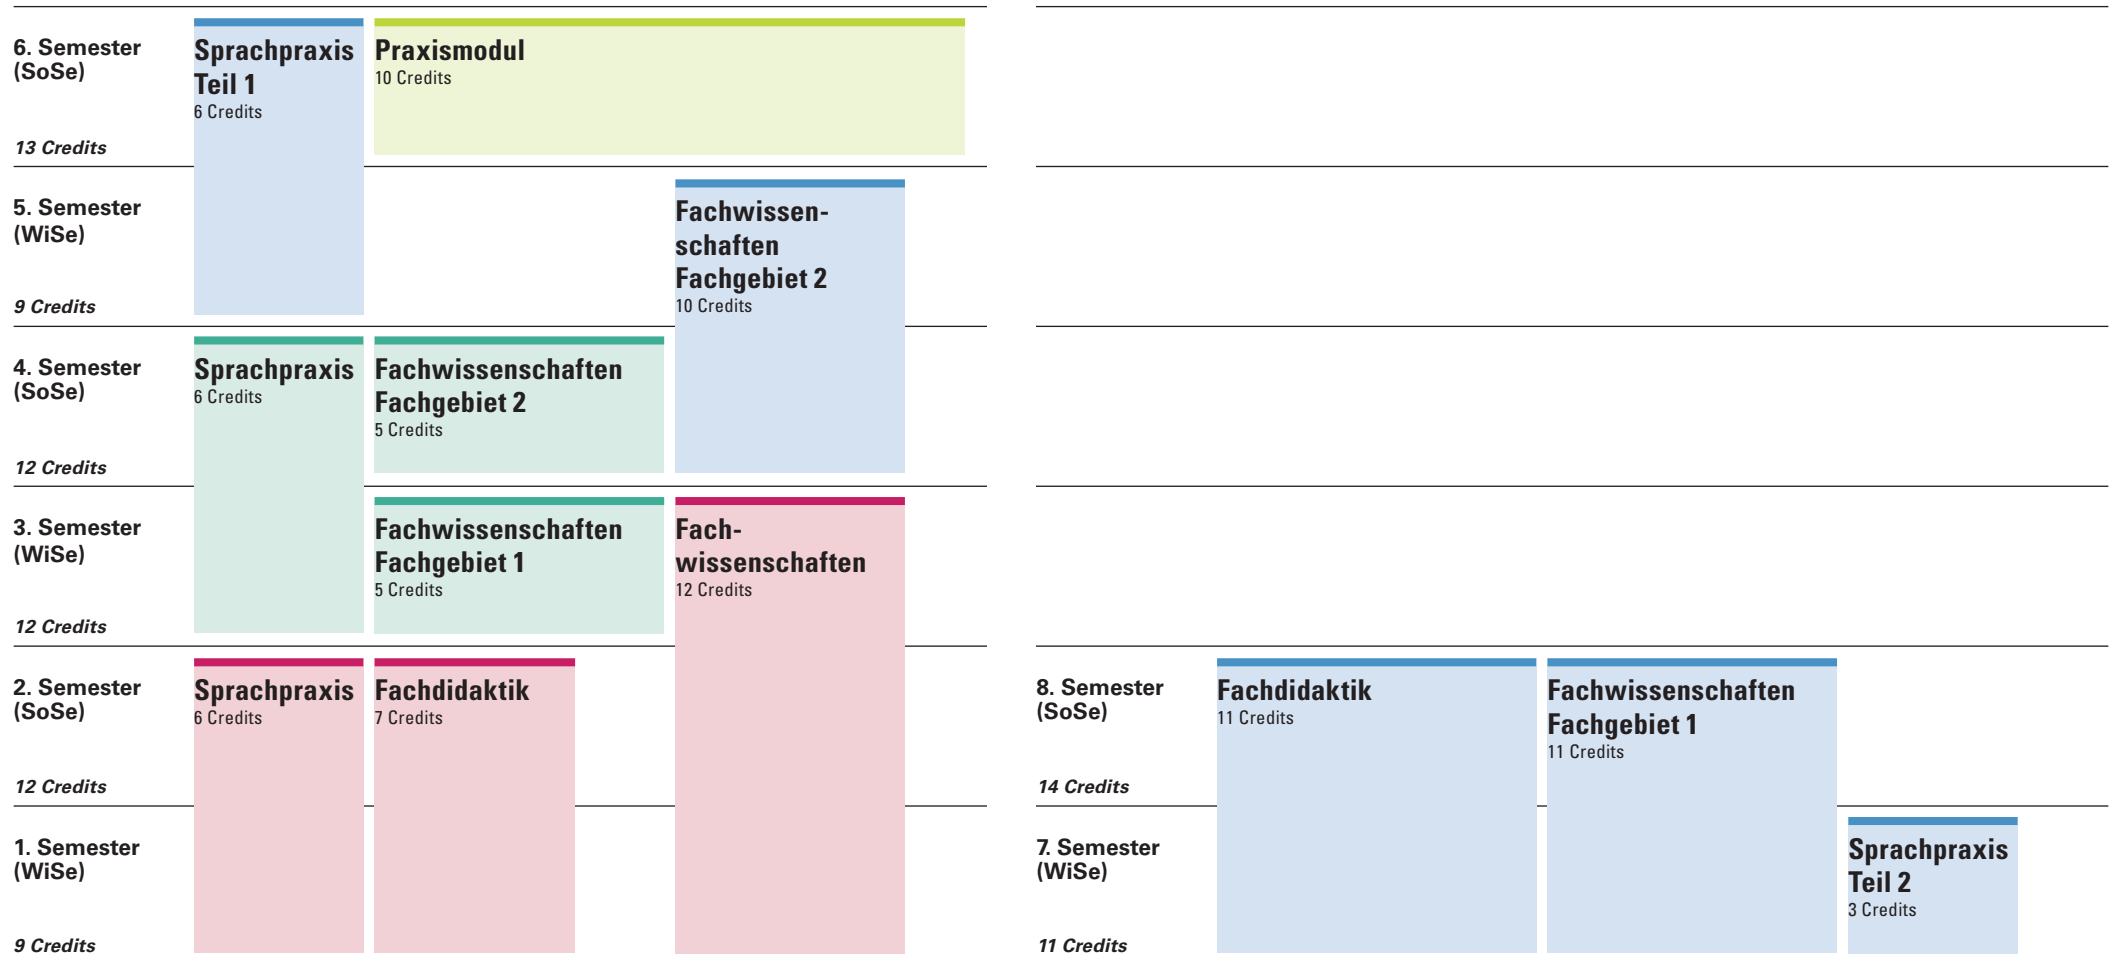 6. Semester
(SoSe)
13 Credits
Sprachpraxis
Teil 1
6 Credits
Praxismodul
10 Credits
5. Semester
(WiSe)
9 Credits
Fachwissen-
schaften
Fachgebiet 2
10 Credits
4. Semester
(SoSe)
12 Credits
Sprachpraxis
6 Credits
Fachwissenschaften
Fachgebiet 2
5 Credits
3. Semester
(WiSe)
12 Credits
Fachwissenschaften
Fachgebiet 1
5 Credits
Fach-
wissenschaften
12 Credits
2. Semester
(SoSe)
12 Credits
Sprachpraxis
6 Credits
Fachdidaktik
7 Credits
1. Semester
(WiSe)
9 Credits
8. Semester
(SoSe)
14 Credits
Fachdidaktik
11 Credits
Fachwissenschaften
Fachgebiet 1
11 Credits
7. Semester
(WiSe)
11 Credits
Sprachpraxis
Teil 2
3 Credits